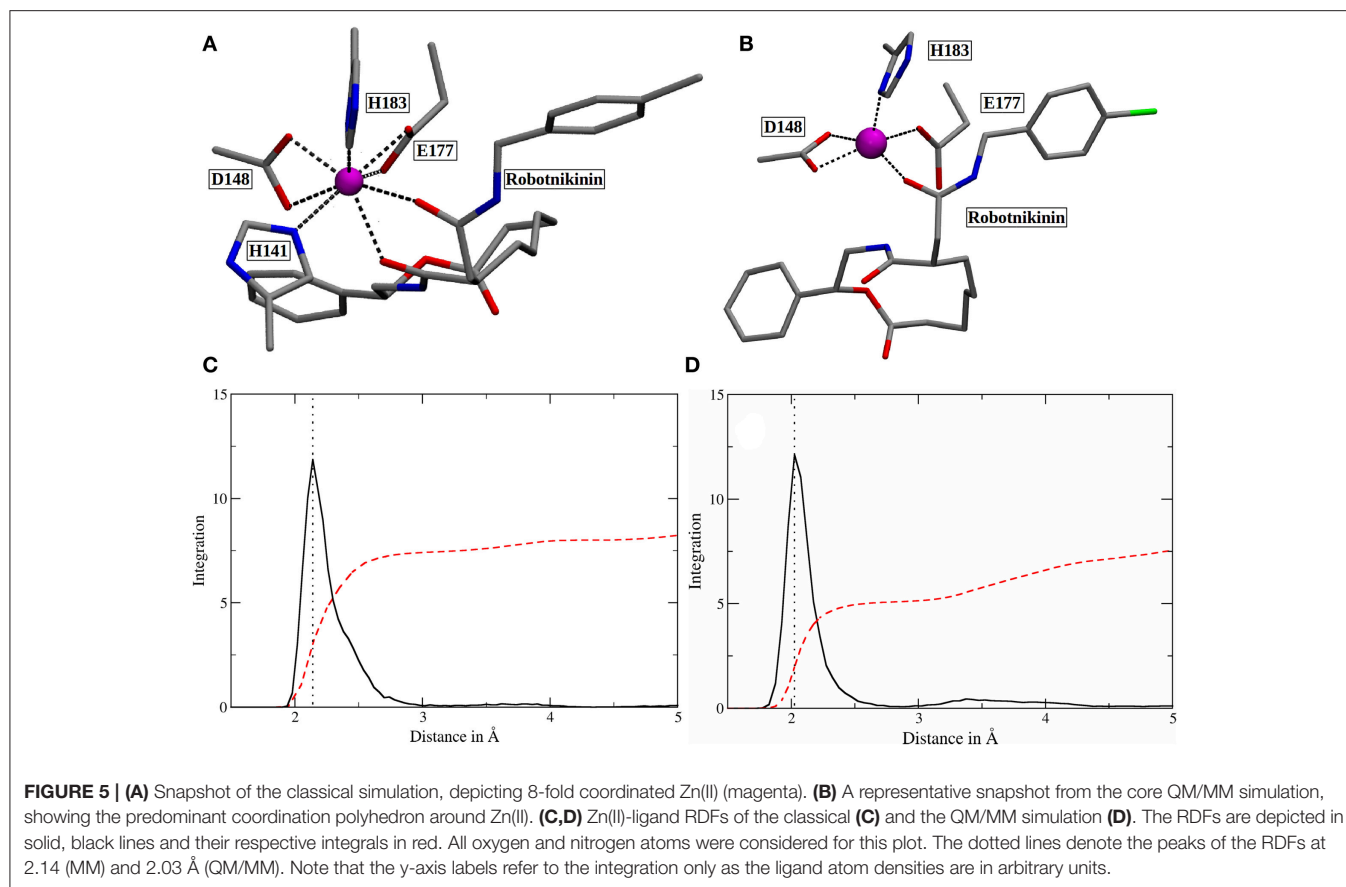 A
H183
E177
D148
Robotnikinin
H141
B
H183
E177
D148
Robotnikinin
C
15
10
5
0
Integration
2 3 4 5
Distance in Å
D
15
10
5
0
Integration
2 3 4 5
Distance in Å
FIGURE 5 | (A) Snapshot of the classical simulation, depicting 8-fold coordinated Zn(II) (magenta). (B) A representative snapshot from the core QM/MM simulation,
showing the predominant coordination polyhedron around Zn(II). (C,D) Zn(II)-ligand RDFs of the classical (C) and the QM/MM simulation (D). The RDFs are depicted in
solid, black lines and their respective integrals in red. All oxygen and nitrogen atoms were considered for this plot. The dotted lines denote the peaks of the RDFs at
2.14 (MM) and 2.03 Å (QM/MM). Note that the y-axis labels refer to the integration only as the ligand atom densities are in arbitrary units.